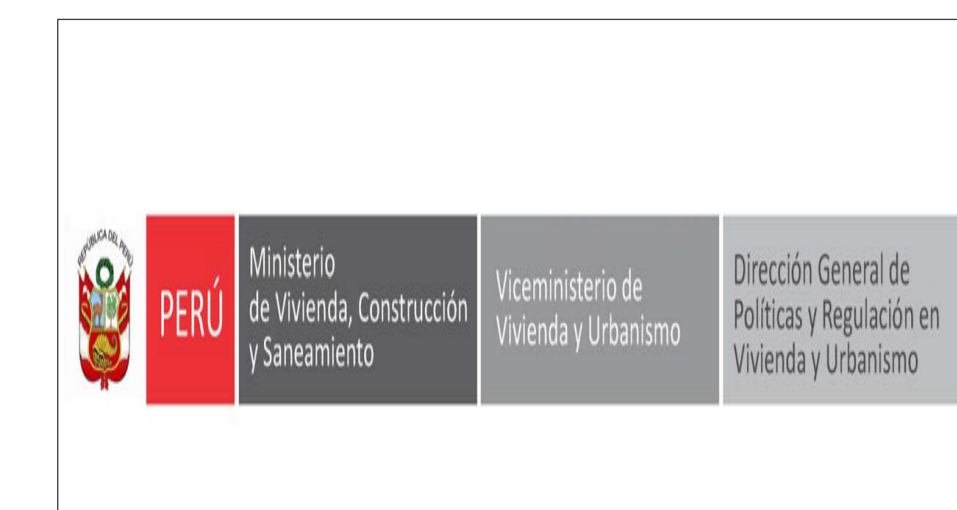 REPÚBLICA DEL PERÚ
PERÚ
Ministerio
de Vivienda, Construcción
y Saneamiento
Viceministerio de
Vivienda y Urbanismo
Dirección General de
Políticas y Regulación en
Vivienda y Urbanismo